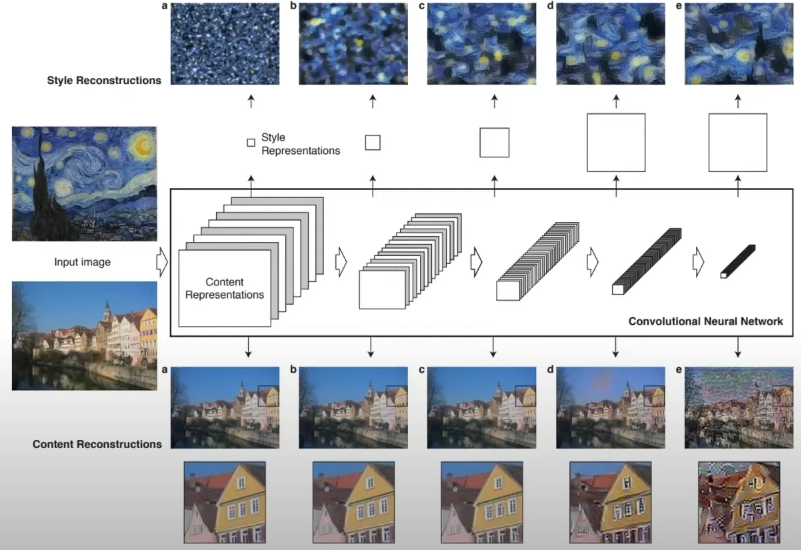 a
b
c
d
e
Style Reconstructions
Style
Representations
Input image
Content
Representations
Convolutional Neural Network
a
b
c
d
e
Content Reconstructions